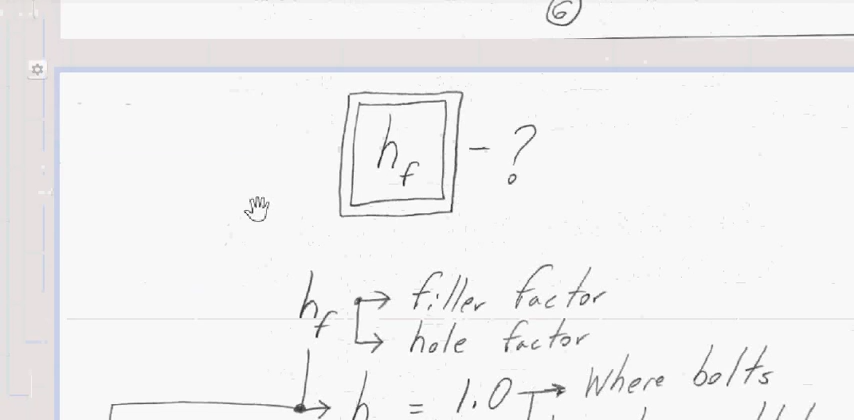 6
h_f - ?
h_f → filler factor
→ hole factor
h = 1.0 → Where bolts